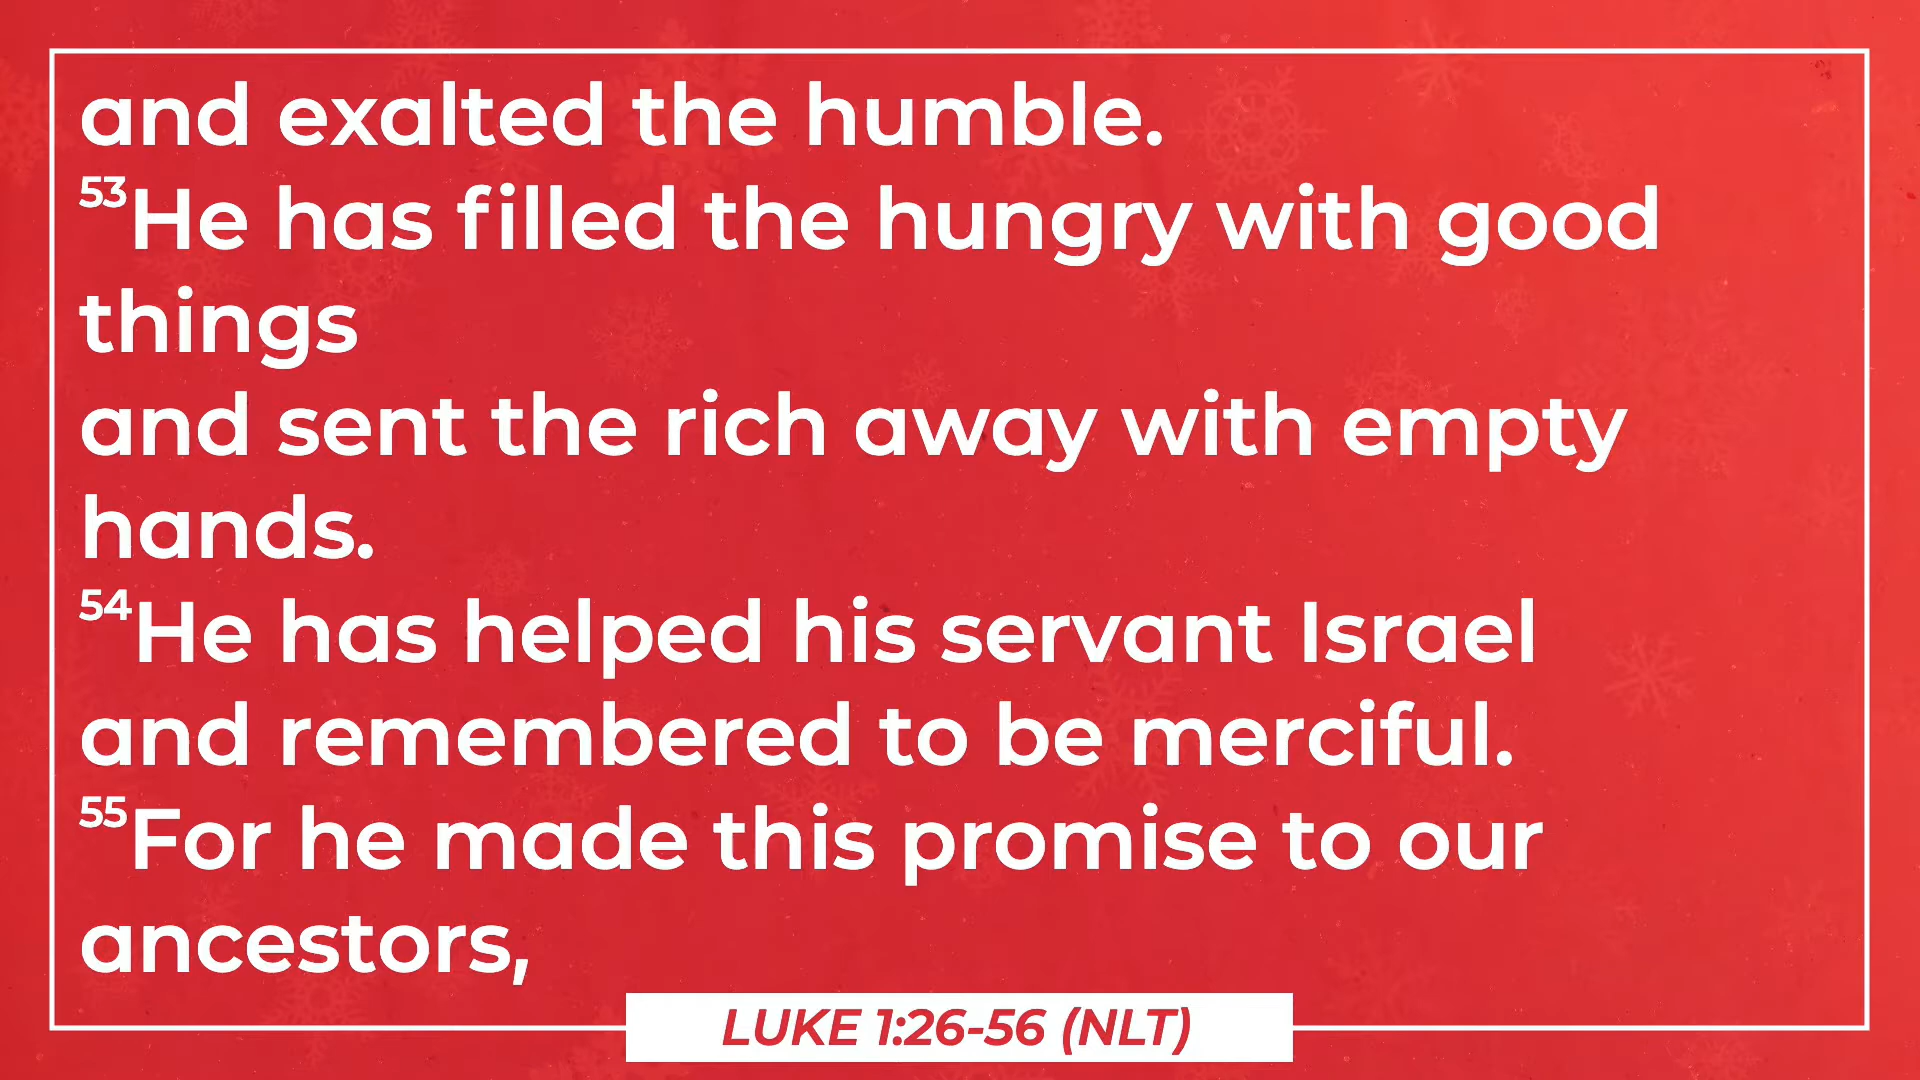 and exalted the humble.
53He has filled the hungry with good
things
and sent the rich away with empty
hands.
54He has helped his servant Israel
and remembered to be merciful.
55For he made this promise to our
ancestors,
LUKE 1:26-56 (NLT)